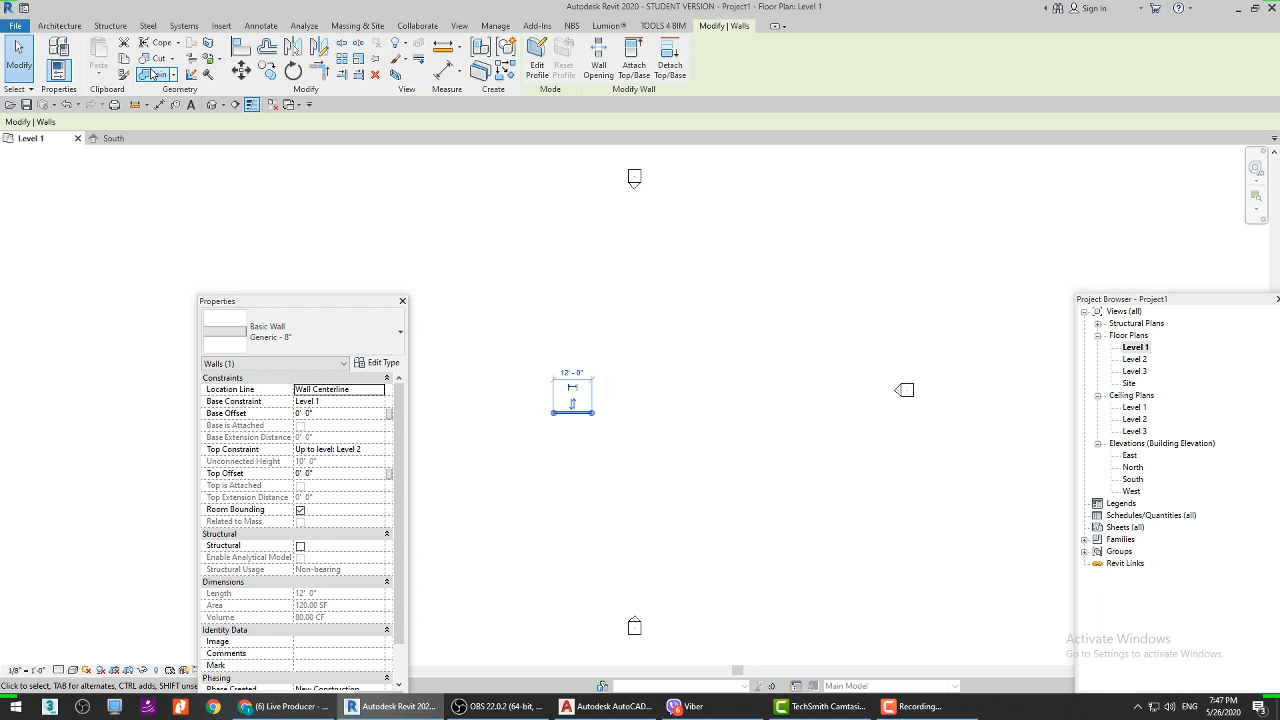 Autodesk Revit 2020 - STUDENT VERSION - Project1 - Floor Plan: Level 1
Sign In
File Architecture Structure Steel Systems Insert Annotate Analyze Massing & Site Collaborate View Manage Add-Ins NBS Lumion® TOOLS 4 BIM Modify | Walls
Modify
Properties
Paste
Cope
Cut
Join
Edit Profile
Reset Profile
Wall Opening
Attach Top/Base
Detach Top/Base
Select Properties Clipboard Geometry Modify View Measure Create Mode Modify Wall
Modify | Walls
Level 1
South
12' - 0"
Properties
Basic Wall
Generic - 8"
Walls (1)
Edit Type
Constraints
Location Line Wall Centerline
Base Constraint Level 1
Base Offset 0' 0"
Base is Attached
Base Extension Distance 0' 0"
Top Constraint Up to level: Level 2
Unconnected Height 10' 0"
Top Offset 0' 0"
Top is Attached
Top Extension Distance 0' 0"
Room Bounding
Related to Mass
Structural
Structural
Enable Analytical Model
Structural Usage Non-bearing
Dimensions
Length 12' 0"
Area 120.00 SF
Volume 80.00 CF
Identity Data
Image
Comments
Mark
Phasing
Phase Created New Construction
Project Browser - Project1
Views (all)
Structural Plans
Floor Plans
Level 1
Level 2
Level 3
Site
Ceiling Plans
Level 1
Level 2
Level 3
Elevations (Building Elevation)
East
North
South
West
Legends
Schedules/Quantities (all)
Sheets (all)
Families
Groups
Revit Links
Activate Windows
Go to Settings to activate Windows.
1/8" = 1'-0"
Click to select, TAB for alternates, CTRL adds, SHIFT unse
:0
Main Model
(6) Live Producer - ...
Autodesk Revit 202...
OBS 22.0.2 (64-bit, ...
Autodesk AutoCAD...
Viber
TechSmith Camtasi...
Recording...
7:47 PM
5/26/2020